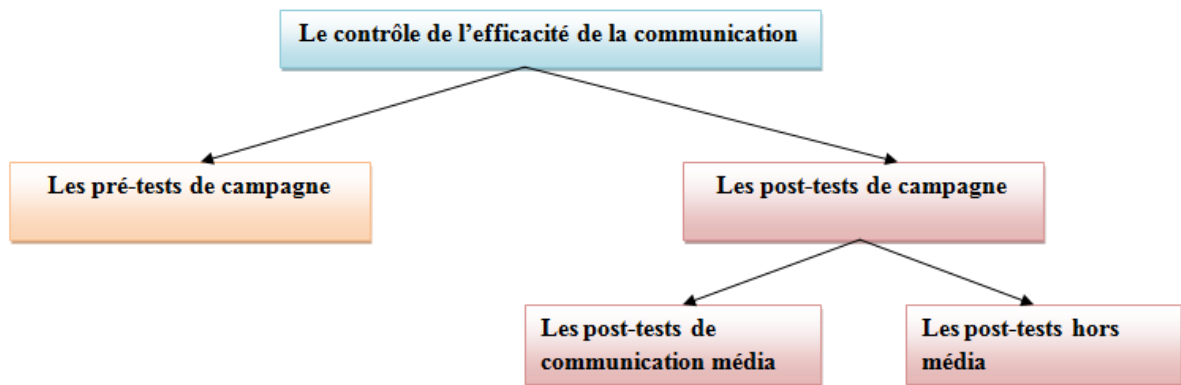 Le contrôle de l’efficacité de la communication
Les pré-tests de campagne
Les post-tests de campagne
Les post-tests de
communication média
Les post-tests hors
média